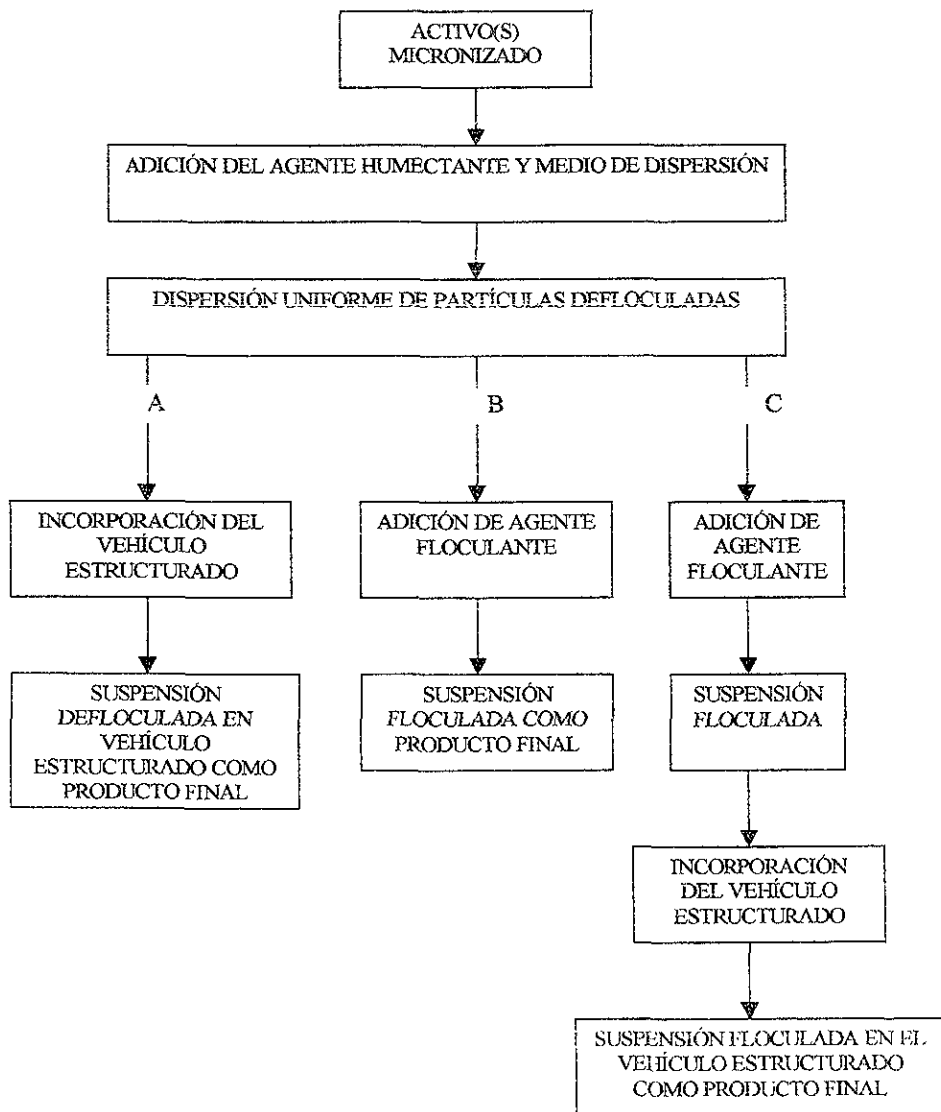 ACTIVO(S)
MICRONIZADO
ADICIÓN DEL AGENTE HUMECTANTE Y MEDIO DE DISPERSIÓN
DISPERSIÓN UNIFORME DE PARTÍCULAS DEFLOCULADAS
A
B
C
INCORPORACIÓN DEL
VEHÍCULO
ESTRUCTURADO
ADICIÓN DE AGENTE
FLOCULANTE
ADICIÓN DE
AGENTE
FLOCULANTE
SUSPENSIÓN
DEFLOCULADA EN
VEHÍCULO
ESTRUCTURADO COMO
PRODUCTO FINAL
SUSPENSIÓN
FLOCULADA COMO
PRODUCTO FINAL
SUSPENSIÓN
FLOCULADA
INCORPORACIÓN
DEL VEHÍCULO
ESTRUCTURADO
SUSPENSIÓN FLOCULADA EN EL
VEHÍCULO ESTRUCTURADO
COMO PRODUCTO FINAL